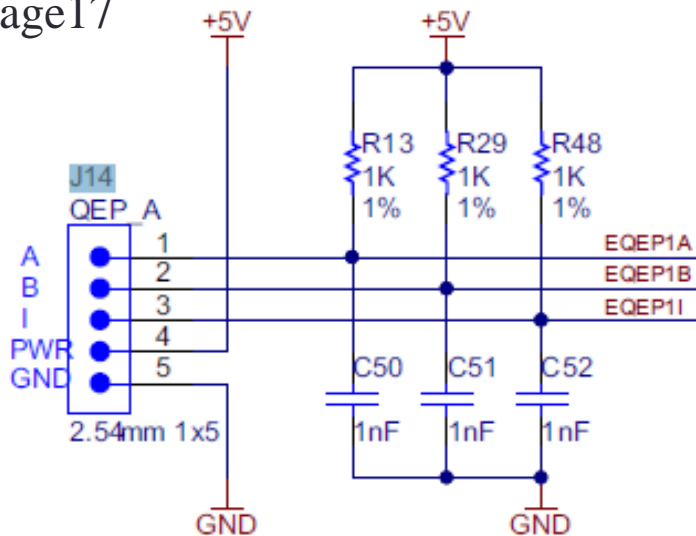 age17
+5V
+5V
R13
1K
1%
R29
1K
1%
R48
1K
1%
J14
QEP_A
A
1
EQEP1A
B
2
EQEP1B
I
3
EQEP1I
PWR
4
GND
5
C50
1nF
C51
1nF
C52
1nF
2.54mm 1x5
GND
GND